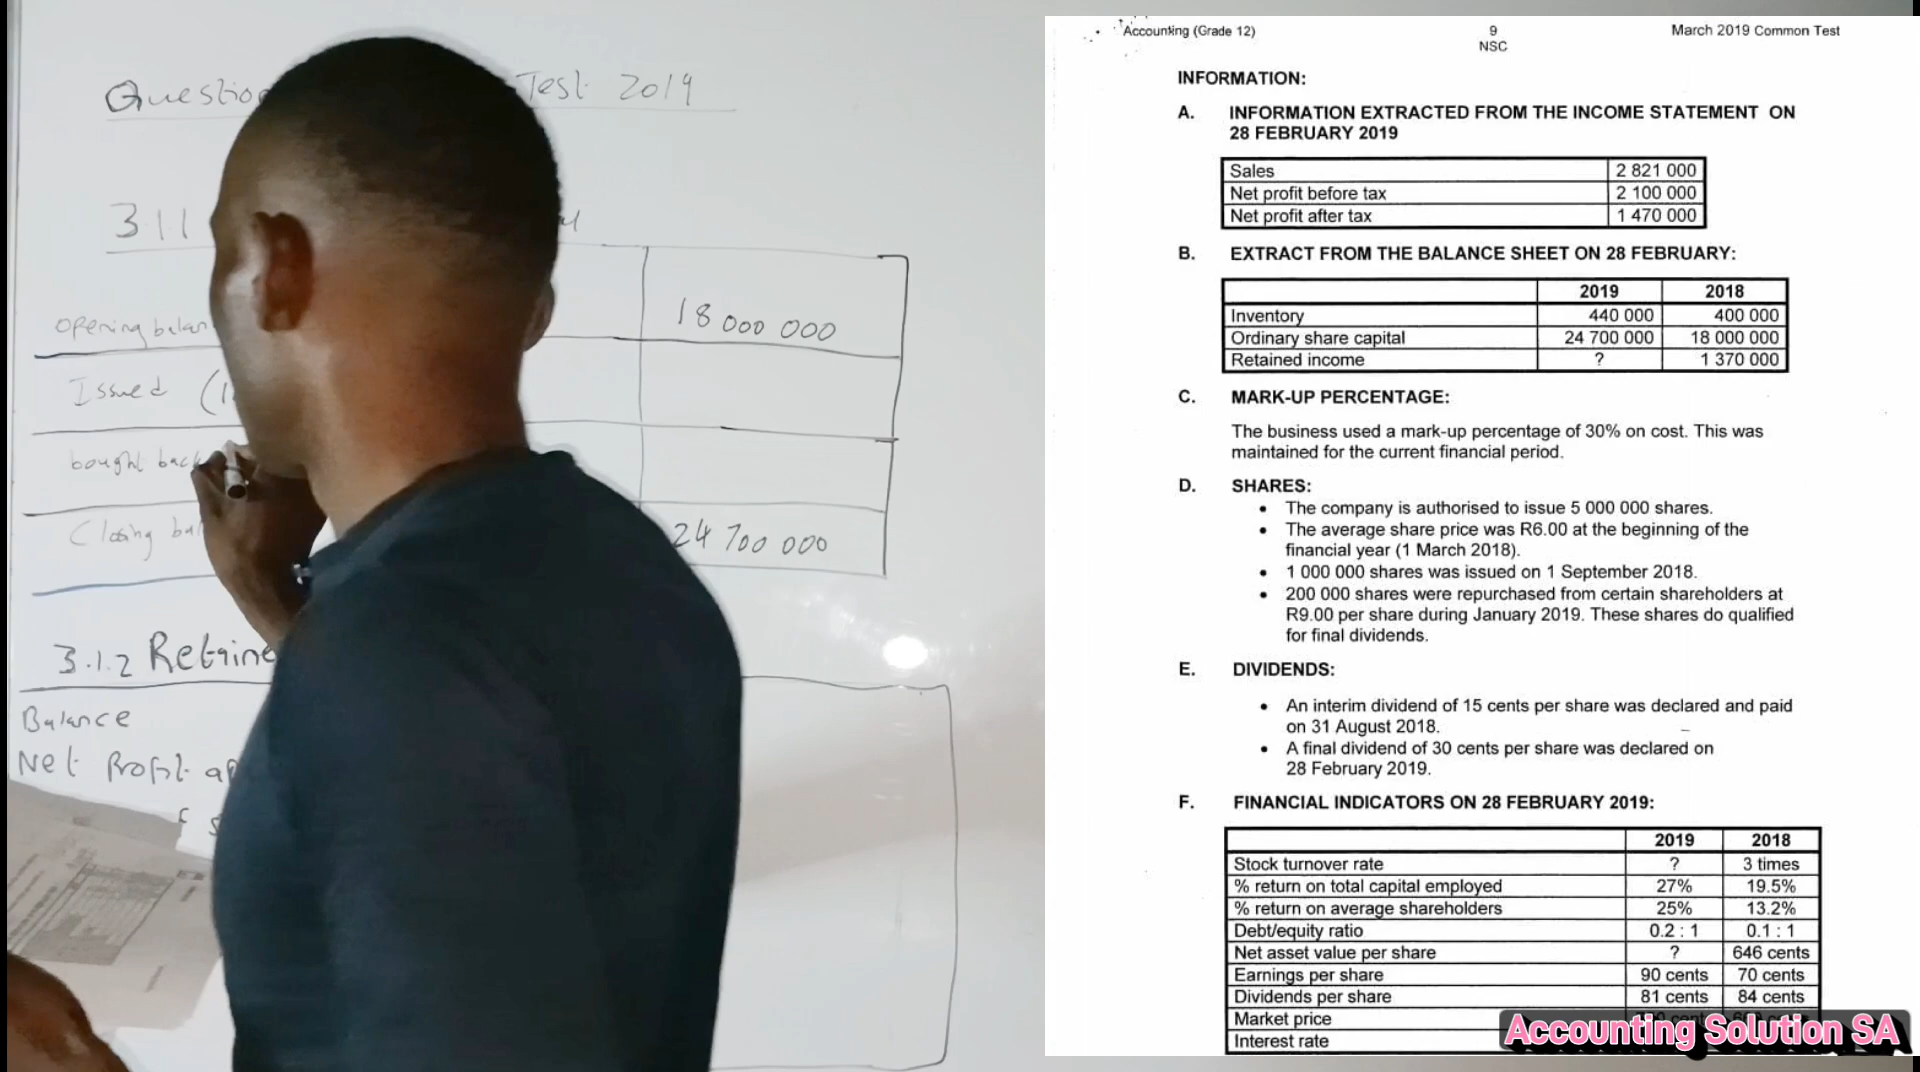 Question
Test 2019
3.1.1
Opening balan
18 000 000
Issued (1
bought back
Closing bal
24 700 000
3.1.2 Retaine
Balance
Net Profit af
Accounting (Grade 12) 9 March 2019 Common Test
NSC
INFORMATION:
A. INFORMATION EXTRACTED FROM THE INCOME STATEMENT ON
28 FEBRUARY 2019
Sales 2 821 000
Net profit before tax 2 100 000
Net profit after tax 1 470 000
B. EXTRACT FROM THE BALANCE SHEET ON 28 FEBRUARY:
2019 2018
Inventory 440 000 400 000
Ordinary share capital 24 700 000 18 000 000
Retained income ? 1 370 000
C. MARK-UP PERCENTAGE:
The business used a mark-up percentage of 30% on cost. This was
maintained for the current financial period.
D. SHARES:
• The company is authorised to issue 5 000 000 shares.
• The average share price was R6.00 at the beginning of the
financial year (1 March 2018).
• 1 000 000 shares was issued on 1 September 2018.
• 200 000 shares were repurchased from certain shareholders at
R9.00 per share during January 2019. These shares do qualified
for final dividends.
E. DIVIDENDS:
• An interim dividend of 15 cents per share was declared and paid
on 31 August 2018.
• A final dividend of 30 cents per share was declared on
28 February 2019.
F. FINANCIAL INDICATORS ON 28 FEBRUARY 2019:
2019 2018
Stock turnover rate ? 3 times
% return on total capital employed 27% 19.5%
% return on average shareholders 25% 13.2%
Debt/equity ratio 0.2 : 1 0.1 : 1
Net asset value per share ? 646 cents
Earnings per share 90 cents 70 cents
Dividends per share 81 cents 84 cents
Market price
Interest rate
Accounting Solution SA